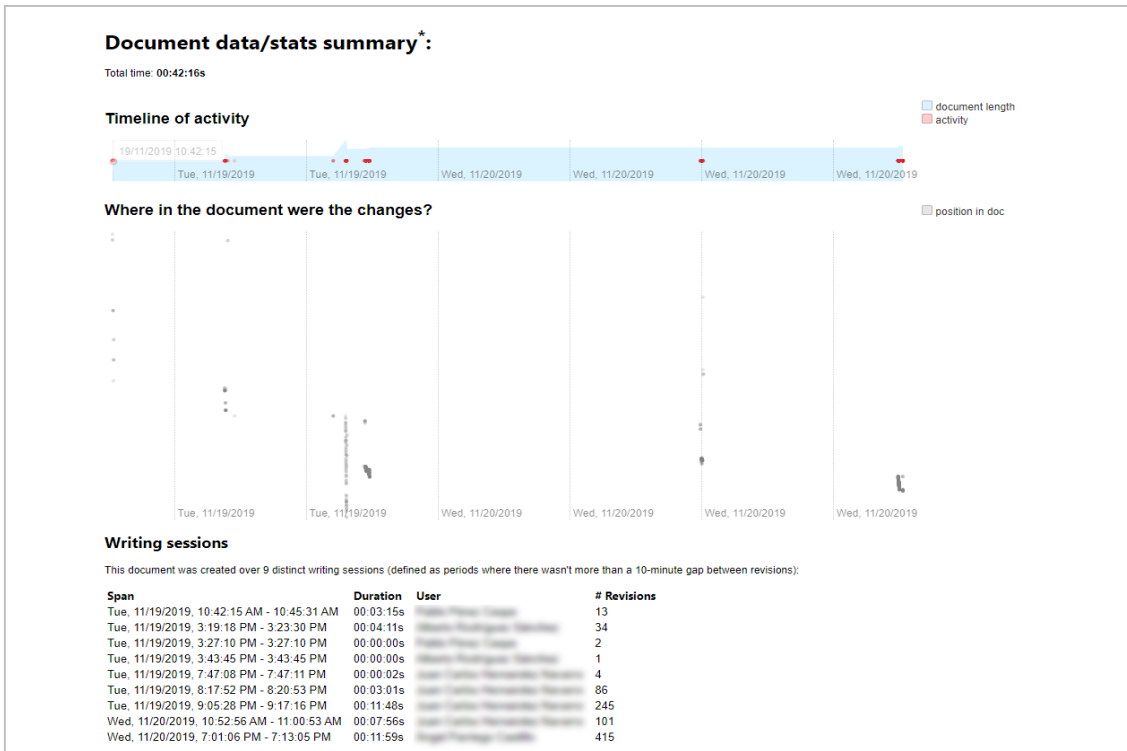 Document data/stats summary*:
Total time: 00:42:16s
document length
Timeline of activity
activity
19/11/2019 10:42:15
Tue, 11/19/2019 Tue, 11/19/2019 Wed, 11/20/2019 Wed, 11/20/2019 Wed, 11/20/2019 Wed, 11/20/2019
Where in the document were the changes?
position in doc
Tue, 11/19/2019 Tue, 11/19/2019 Wed, 11/20/2019 Wed, 11/20/2019 Wed, 11/20/2019 Wed, 11/20/2019
Writing sessions
This document was created over 9 distinct writing sessions (defined as periods where there wasn't more than a 10-minute gap between revisions):
Span Duration User # Revisions
Tue, 11/19/2019, 10:42:15 AM - 10:45:31 AM 00:03:15s 13
Tue, 11/19/2019, 3:19:18 PM - 3:23:30 PM 00:04:11s 34
Tue, 11/19/2019, 3:27:10 PM - 3:27:10 PM 00:00:00s 2
Tue, 11/19/2019, 3:43:45 PM - 3:43:45 PM 00:00:00s 1
Tue, 11/19/2019, 7:47:08 PM - 7:47:11 PM 00:00:02s 4
Tue, 11/19/2019, 8:17:52 PM - 8:20:53 PM 00:03:01s 86
Tue, 11/19/2019, 9:05:28 PM - 9:17:16 PM 00:11:48s 245
Wed, 11/20/2019, 10:52:56 AM - 11:00:53 AM 00:07:56s 101
Wed, 11/20/2019, 7:01:06 PM - 7:13:05 PM 00:11:59s 415